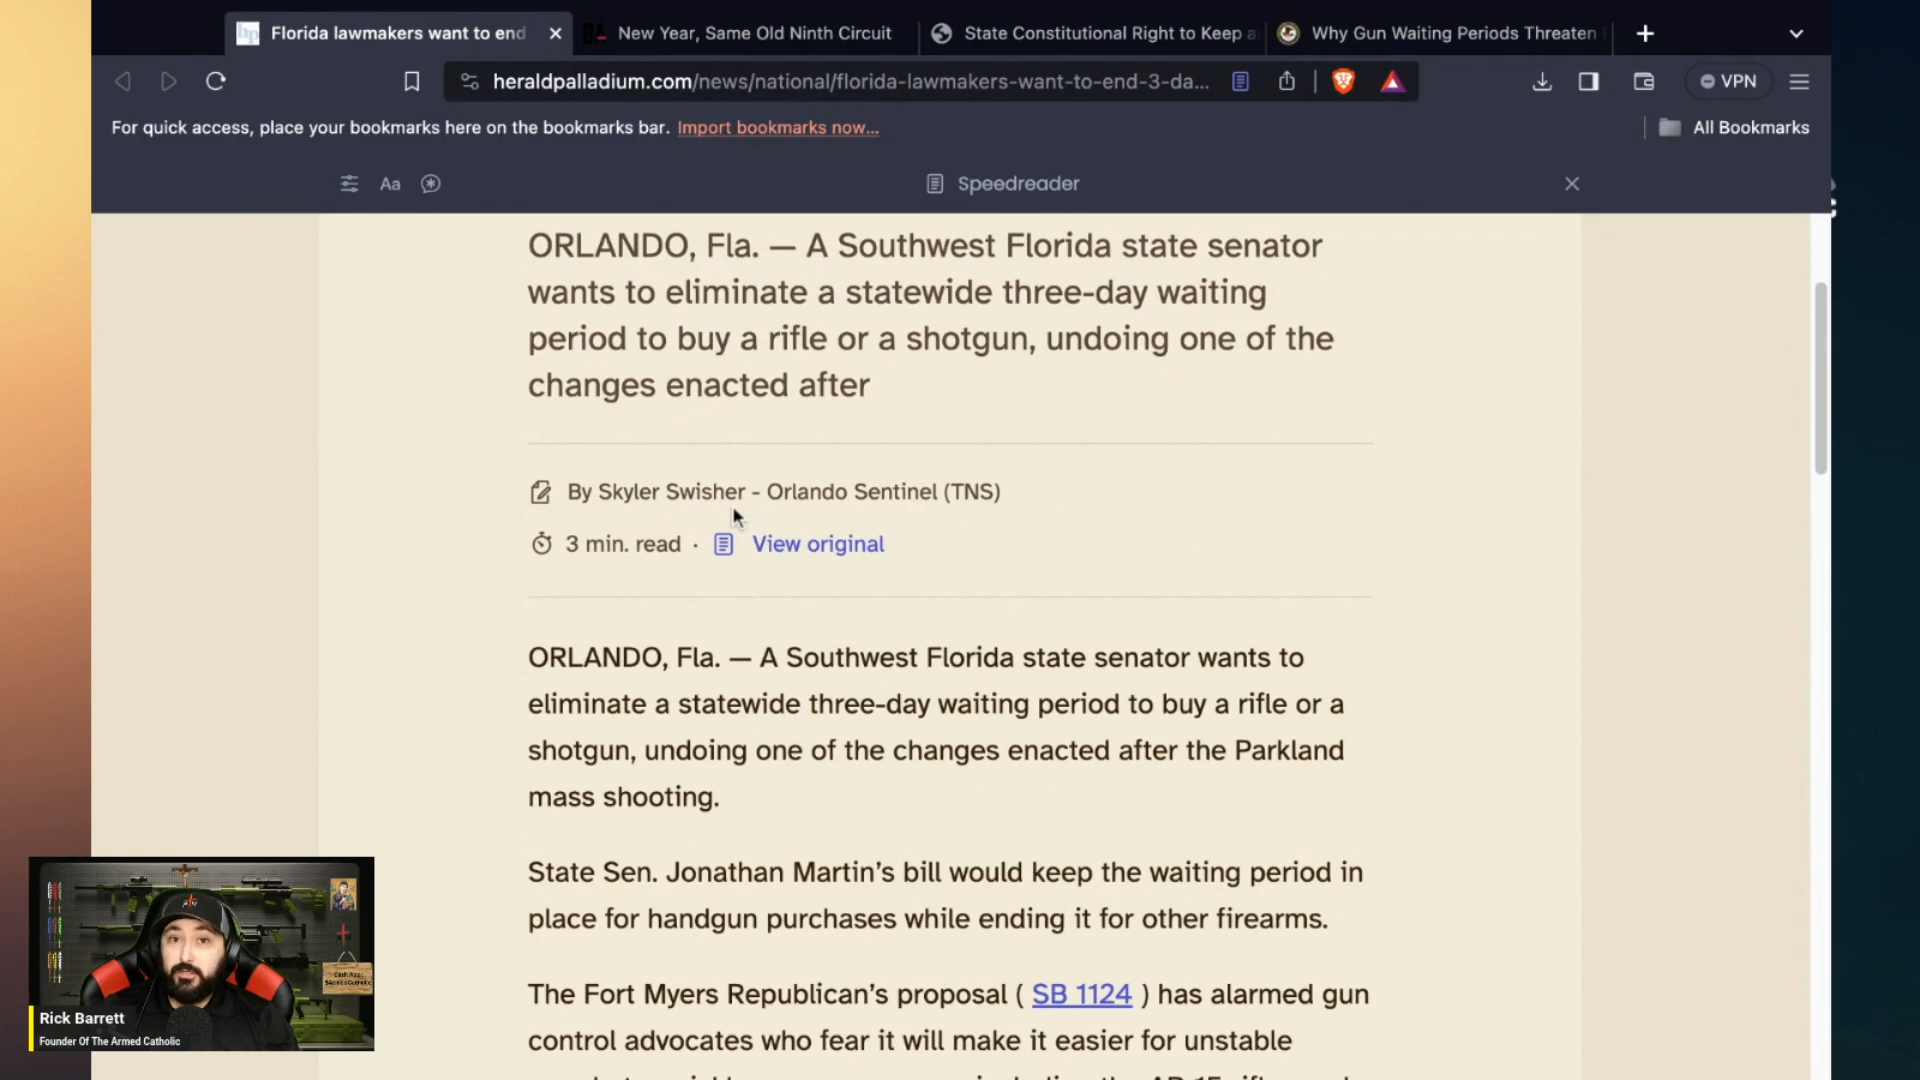 Florida lawmakers want to end
New Year, Same Old Ninth Circuit
State Constitutional Right to Keep a
Why Gun Waiting Periods Threaten
heraldpalladium.com/news/national/florida-lawmakers-want-to-end-3-da...
VPN
For quick access, place your bookmarks here on the bookmarks bar. Import bookmarks now...
All Bookmarks
Aa
Speedreader
ORLANDO, Fla. — A Southwest Florida state senator
wants to eliminate a statewide three-day waiting
period to buy a rifle or a shotgun, undoing one of the
changes enacted after
By Skyler Swisher - Orlando Sentinel (TNS)
3 min. read · View original
ORLANDO, Fla. — A Southwest Florida state senator wants to
eliminate a statewide three-day waiting period to buy a rifle or a
shotgun, undoing one of the changes enacted after the Parkland
mass shooting.
State Sen. Jonathan Martin's bill would keep the waiting period in
place for handgun purchases while ending it for other firearms.
The Fort Myers Republican's proposal ( SB 1124 ) has alarmed gun
control advocates who fear it will make it easier for unstable
Cash App:
Rick Barrett
Founder Of The Armed Catholic